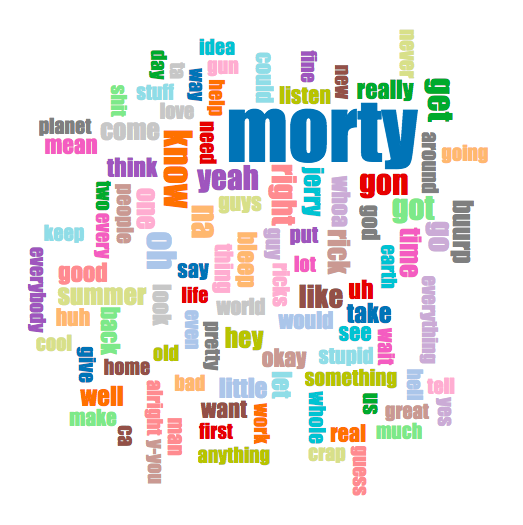 never
idea
day
ta
gun
could
fine
new
way
help
really
get
shit
stuff
listen
love
morty
planet
come
need
know
around
mean
going
think
yeah
right
jerry
gon
whoa
two
every
people
one
na
guys
god
got
buurp
keep
oh
guy
put
rick
time
go
thing
bleep
say
lot
earth
everybody
good
ricks
everything
summer
look
life
like
uh
huh
back
even
world
would
take
pretty
hey
see
wait
cool
old
okay
stupid
give
home
let
something
hell
tell
bad
little
well
alright
y-you
want
whole
us
yes
make
man
work
great
ca
first
real
much
anything
crap
guess